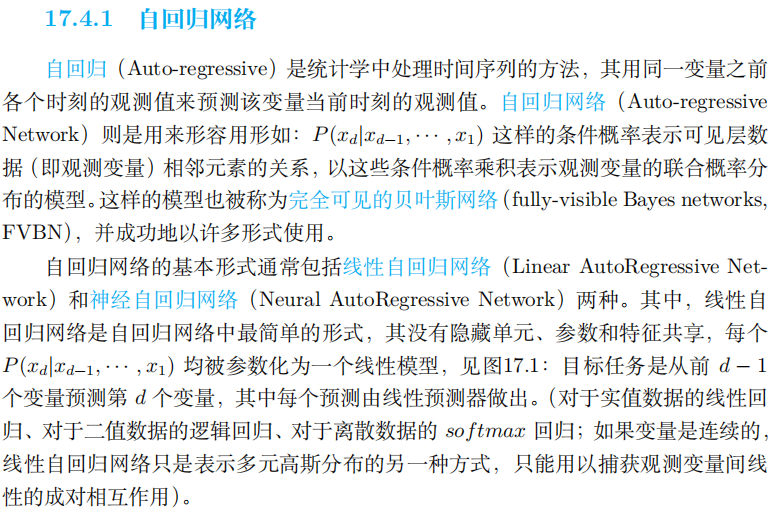 17.4.1 自回归网络
自回归（Auto-regressive）是统计学中处理时间序列的方法，其用同一变量之前
各个时刻的观测值来预测该变量当前时刻的观测值。自回归网络（Auto-regressive
Network）则是用来形容用形如：P(x_d|x_{d−1}, ⋯ , x_1) 这样的条件概率表示可见层数
据（即观测变量）相邻元素的关系，以这些条件概率乘积表示观测变量的联合概率分
布的模型。这样的模型也被称为完全可见的贝叶斯网络（fully-visible Bayes networks,
FVBN），并成功地以许多形式使用。
自回归网络的基本形式通常包括线性自回归网络（Linear AutoRegressive Net-
work）和神经自回归网络（Neural AutoRegressive Network）两种。其中，线性自
回归网络是自回归网络中最简单的形式，其没有隐藏单元、参数和特征共享，每个
P(x_d|x_{d−1}, ⋯ , x_1) 均被参数化为一个线性模型，见图17.1：目标任务是从前 d − 1
个变量预测第 d 个变量，其中每个预测由线性预测器做出。（对于实值数据的线性回
归、对于二值数据的逻辑回归、对于离散数据的 softmax 回归；如果变量是连续的，
线性自回归网络只是表示多元高斯分布的另一种方式，只能用以捕获观测变量间线
性的成对相互作用）。